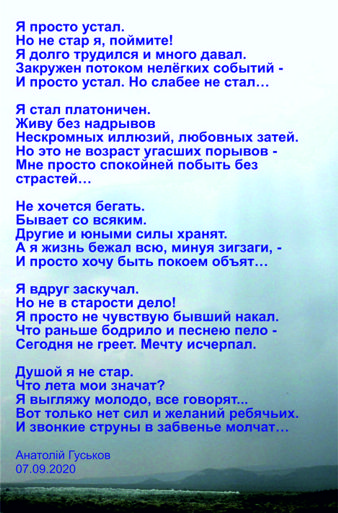 Я просто устал.
Но не стар я, поймите!
Я долго трудился и много давал.
Закружен потоком нелёгких событий -
И просто устал. Но слабее не стал…
Я стал платоничен.
Живу без надрывов
Нескромных иллюзий, любовных затей.
Но это не возраст угасших порывов -
Мне просто спокойней побыть без
страстей…
Не хочется бегать.
Бывает со всяким.
Другие и юными силы хранят.
А я жизнь бежал всю, минуя зигзаги, -
И просто хочу быть покоем объят…
Я вдруг заскучал.
Но не в старости дело!
Я просто не чувствую бывший накал.
Что раньше бодрило и песнею пело -
Сегодня не греет. Мечту исчерпал.
Душой я не стар.
Что лета мои значат?
Я выгляжу молодо, все говорят...
Вот только нет сил и желаний ребячьих.
И звонкие струны в забвенье молчат…
Анатолій Гуськов
07.09.2020